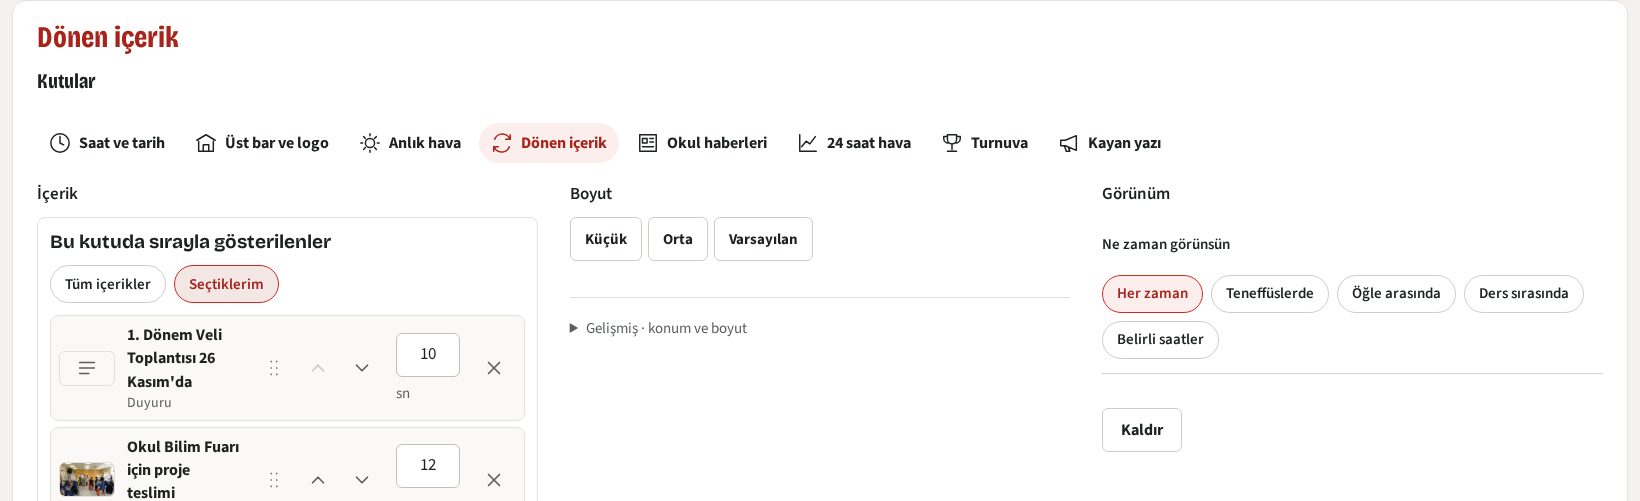 Dönen içerik
Kutular
Saat ve tarih
Üst bar ve logo
Anlık hava
Dönen içerik
Okul haberleri
24 saat hava
Turnuva
Kayan yazı
İçerik
Bu kutuda sırayla gösterilenler
Tüm içerikler
Seçtiklerim
1. Dönem Veli
Toplantısı 26
Kasım'da
Duyuru
10
sn
Okul Bilim Fuarı
için proje
teslimi
12
Boyut
Küçük
Orta
Varsayılan
Gelişmiş · konum ve boyut
Görünüm
Ne zaman görünsün
Her zaman
Teneffüslerde
Öğle arasında
Ders sırasında
Belirli saatler
Kaldır